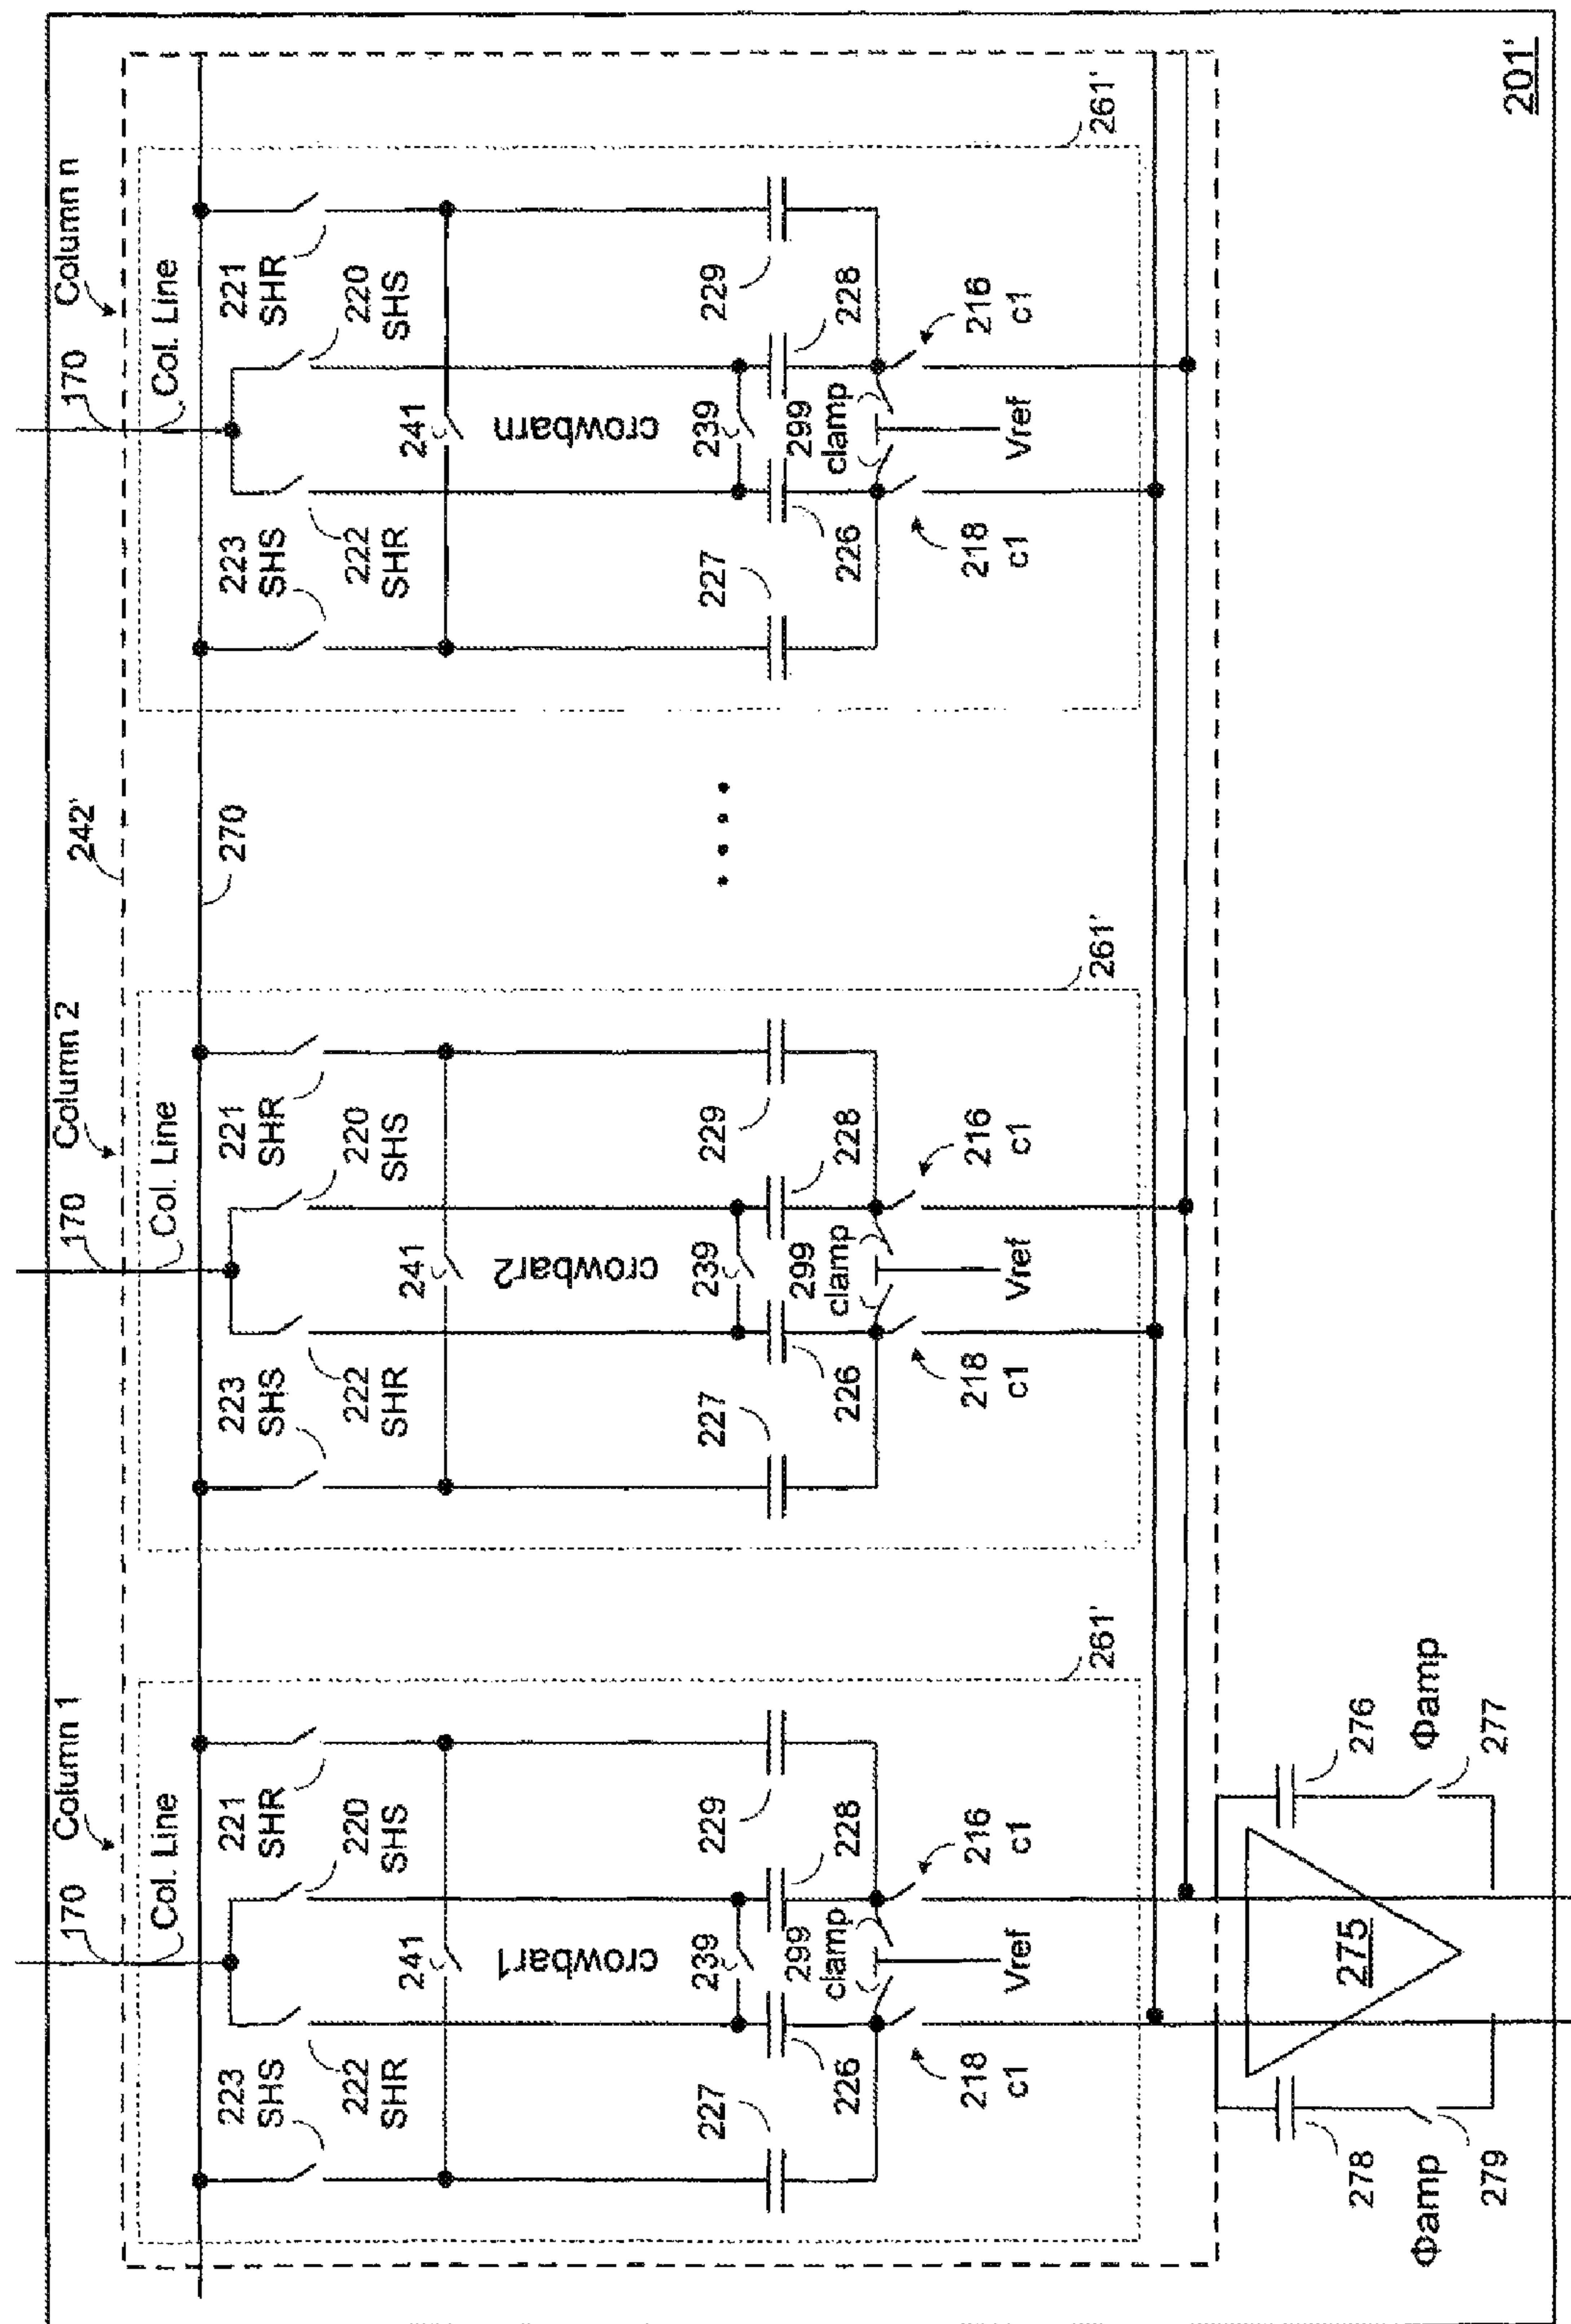 201'
242'
270
Column 1
170
Col. Line
223
SHS
222
SHR
221
SHR
220
SHS
241
crowbar1
239
299
clamp
227
226
229
228
218
c1
216
c1
Vref
261'
Column 2
170
Col. Line
223
SHS
222
SHR
221
SHR
220
SHS
241
crowbar2
239
299
clamp
227
226
229
228
218
c1
216
c1
Vref
261'
Column n
170
Col. Line
223
SHS
222
SHR
221
SHR
220
SHS
241
crowbarn
239
299
clamp
227
226
229
228
218
c1
216
c1
Vref
261'
275
278
Φamp
279
276
Φamp
277